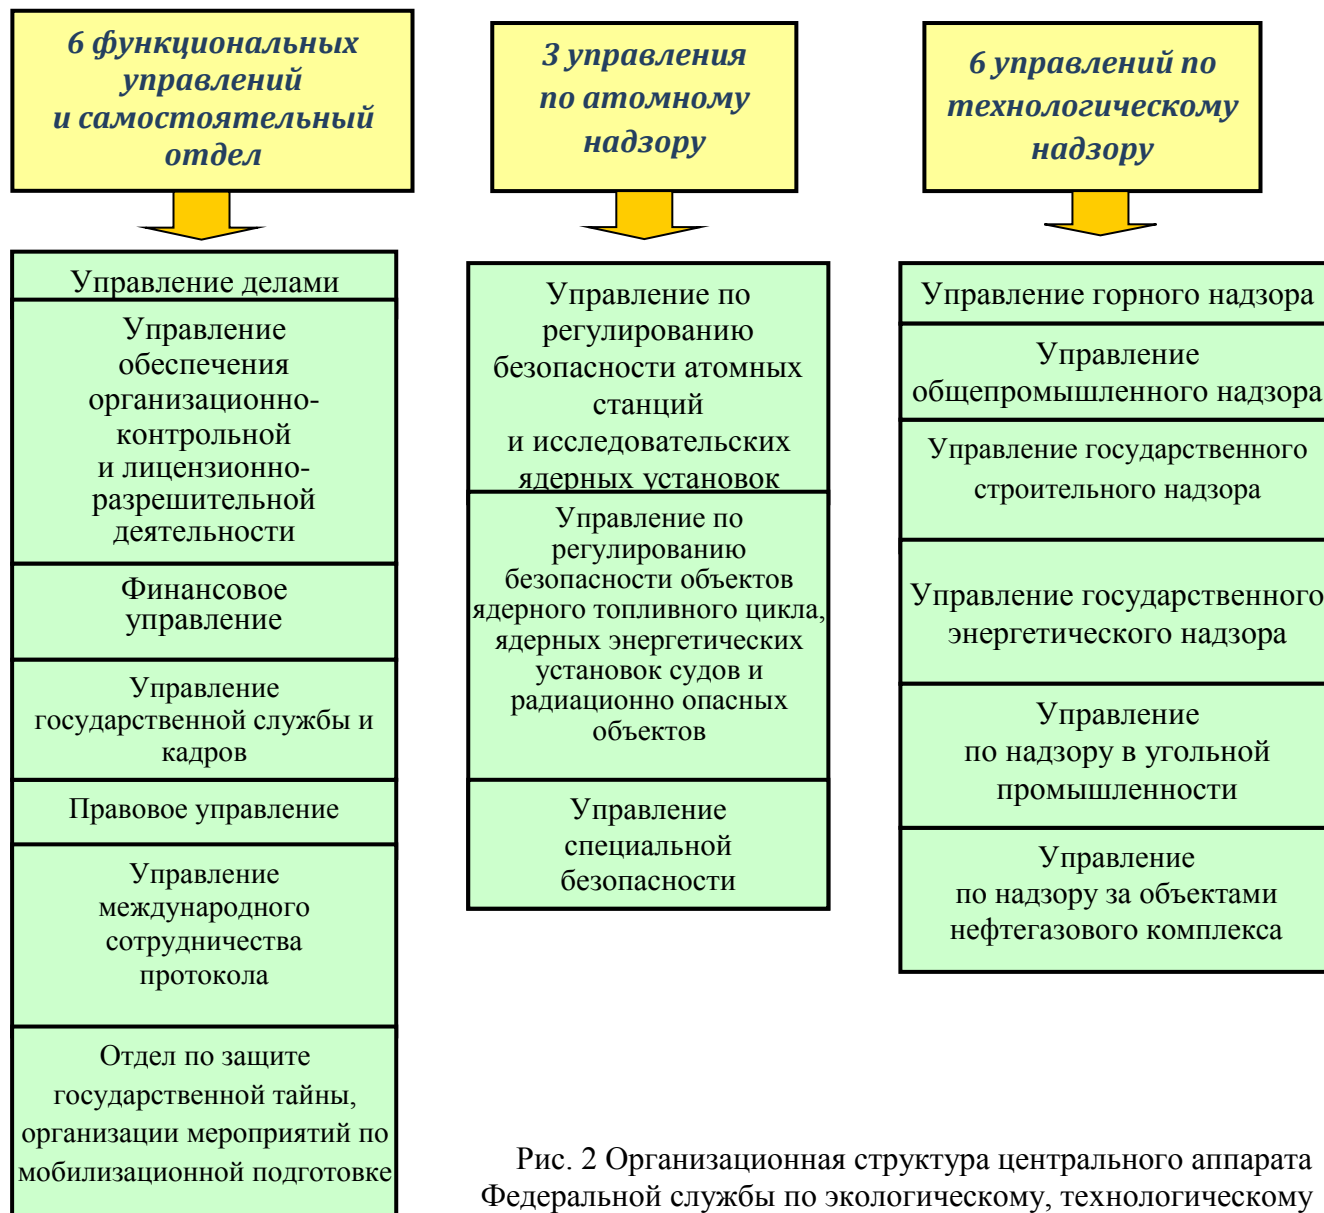 6 функциональных
управлений
и самостоятельный
отдел
Управление делами
Управление
обеспечения
организационно-
контрольной
и лицензионно-
разрешительной
деятельности
Финансовое
управление
Управление
государственной службы и
кадров
Правовое управление
Управление
международного
сотрудничества
протокола
Отдел по защите
государственной тайны,
организации мероприятий по
мобилизационной подготовке
3 управления
по атомному
надзору
Управление по
регулированию
безопасности атомных
станций
и исследовательских
ядерных установок
Управление по
регулированию
безопасности объектов
ядерного топливного цикла,
ядерных энергетических
установок судов и
радиационно опасных
объектов
Управление
специальной
безопасности
6 управлений по
технологическому
надзору
Управление горного надзора
Управление
общепромышленного надзора
Управление государственного
строительного надзора
Управление государственного
энергетического надзора
Управление
по надзору в угольной
промышленности
Управление
по надзору за объектами
нефтегазового комплекса
Рис. 2 Организационная структура центрального аппарата
Федеральной службы по экологическому, технологическому